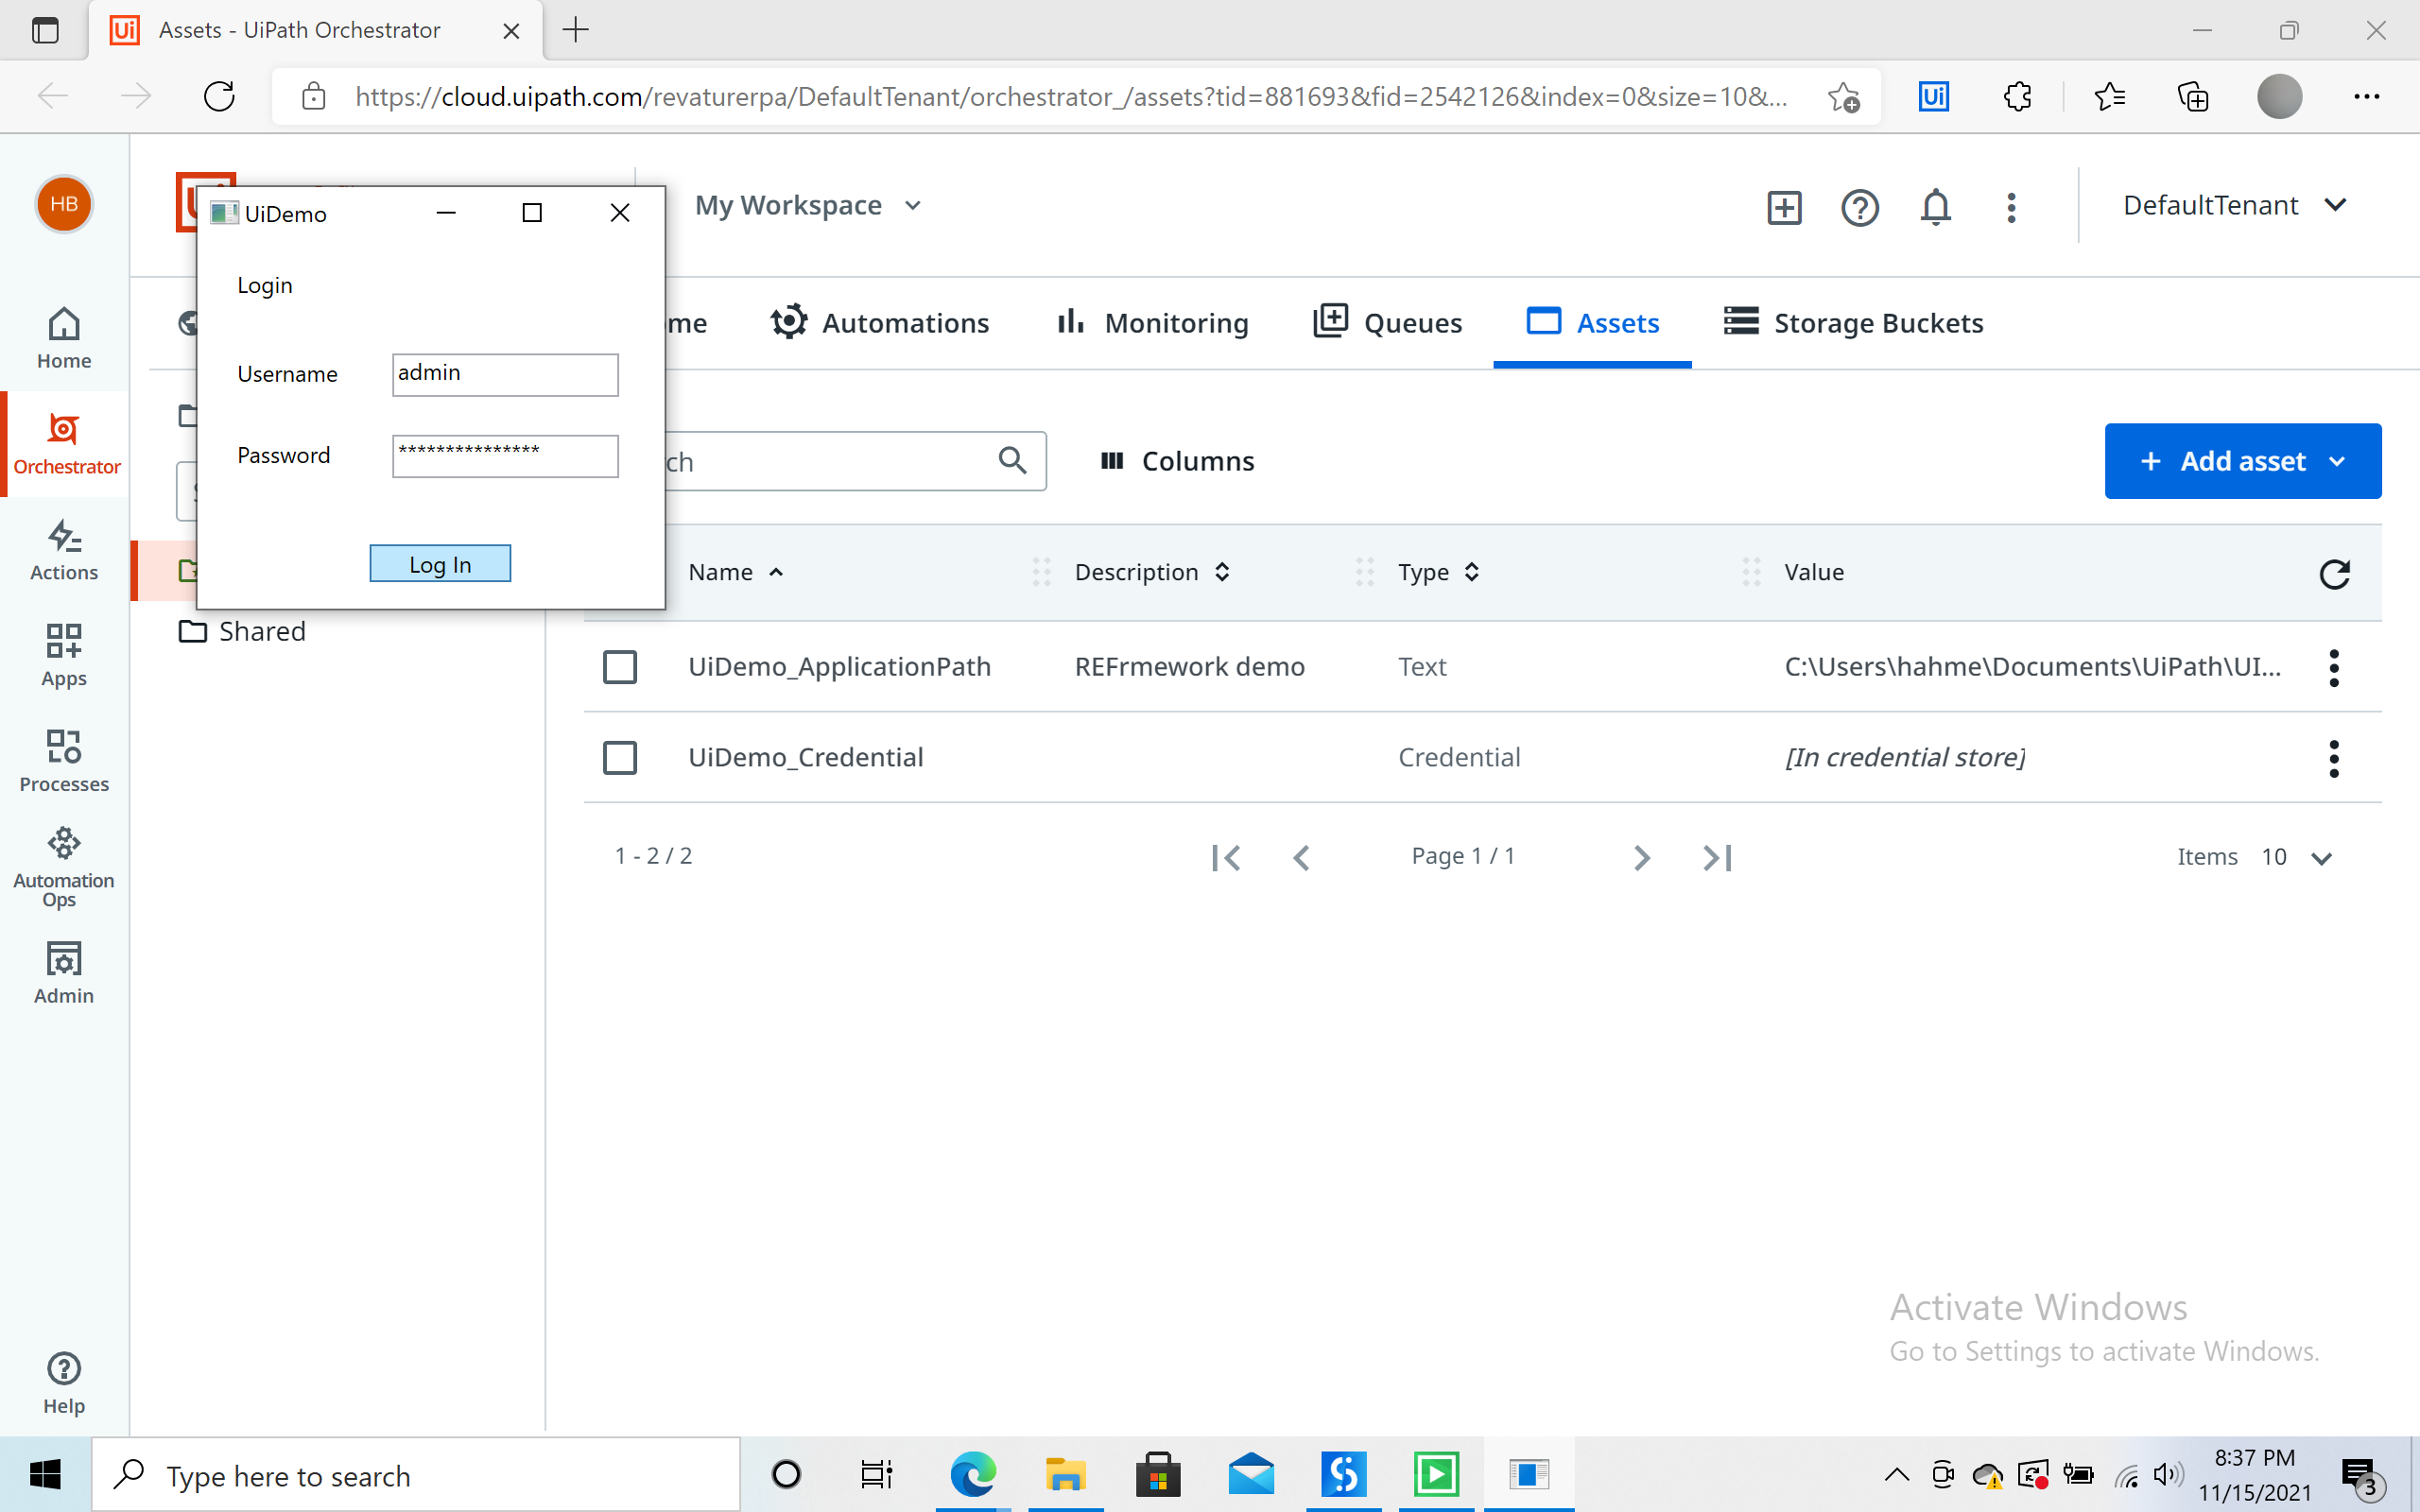 Assets - UiPath Orchestrator
https://cloud.uipath.com/revaturerpa/DefaultTenant/orchestrator_/assets?tid=881693&fid=2542126&index=0&size=10&...
Ui
HB
My Workspace
DefaultTenant
UiDemo
Login
Username
admin
Password
***************
Log In
Home
Orchestrator
Actions
Apps
Processes
Automation
Ops
Admin
Help
me
Automations
Monitoring
Queues
Assets
Storage Buckets
ch
Columns
+ Add asset
Name
Description
Type
Value
Shared
UiDemo_ApplicationPath
REFrmework demo
Text
C:\Users\hahme\Documents\UiPath\UI...
UiDemo_Credential
Credential
[In credential store]
1 - 2 / 2
Page 1 / 1
Items 10
Activate Windows
Go to Settings to activate Windows.
Type here to search
8:37 PM
11/15/2021
3